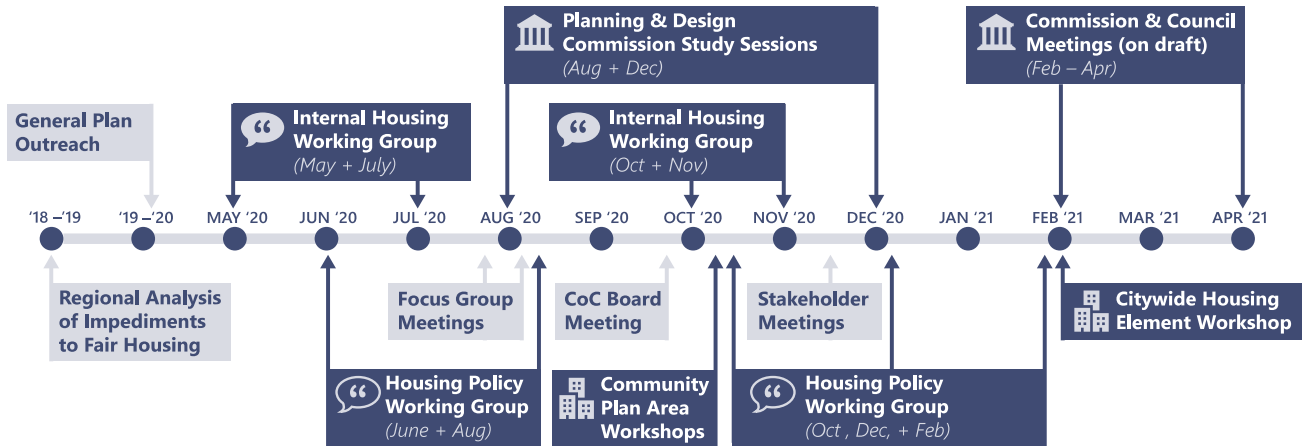 Planning & Design
Commission Study Sessions
(Aug + Dec)
Commission & Council
Meetings (on draft)
(Feb – Apr)
General Plan
Outreach
Internal Housing
Working Group
(May + July)
Internal Housing
Working Group
(Oct + Nov)
‘18 –‘19
‘19 –‘20
MAY ‘20
JUN ‘20
JUL ‘20
AUG ‘20
SEP ‘20
OCT ‘20
NOV ‘20
DEC ‘20
JAN ‘21
FEB ‘21
MAR ‘21
APR ‘21
Regional Analysis
of Impediments
to Fair Housing
Focus Group
Meetings
CoC Board
Meeting
Stakeholder
Meetings
Citywide Housing
Element Workshop
Housing Policy
Working Group
(June + Aug)
Community
Plan Area
Workshops
Housing Policy
Working Group
(Oct , Dec, + Feb)